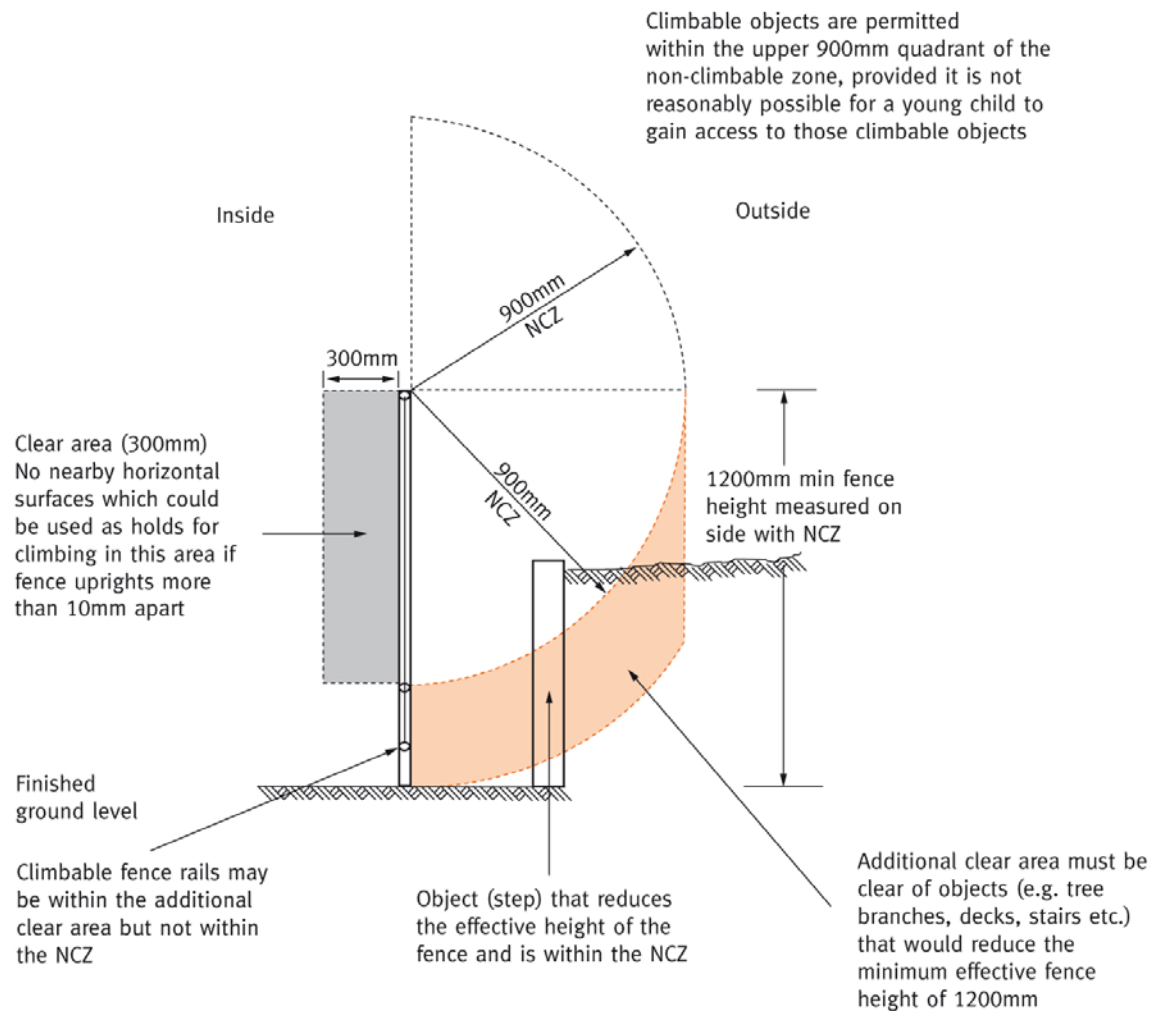 Climbable objects are permitted
within the upper 900mm quadrant of the
non-climbable zone, provided it is not
reasonably possible for a young child to
gain access to those climbable objects
Inside
Outside
900mm
NCZ
300mm
Clear area (300mm)
No nearby horizontal
surfaces which could
be used as holds for
climbing in this area if
fence uprights more
than 10mm apart
900mm
NCZ
1200mm min fence
height measured on
side with NCZ
Finished
ground level
Climbable fence rails may
be within the additional
clear area but not within
the NCZ
Object (step) that reduces
the effective height of the
fence and is within the NCZ
Additional clear area must be
clear of objects (e.g. tree
branches, decks, stairs etc.)
that would reduce the
minimum effective fence
height of 1200mm